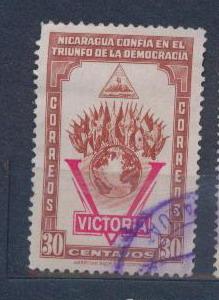 NICARAGUA CONFIA EN EL
TRIUNFO DE LA DEMOCRACIA
CORREOS
CORREOS
VICTORIA
30
30
CENTAVOS